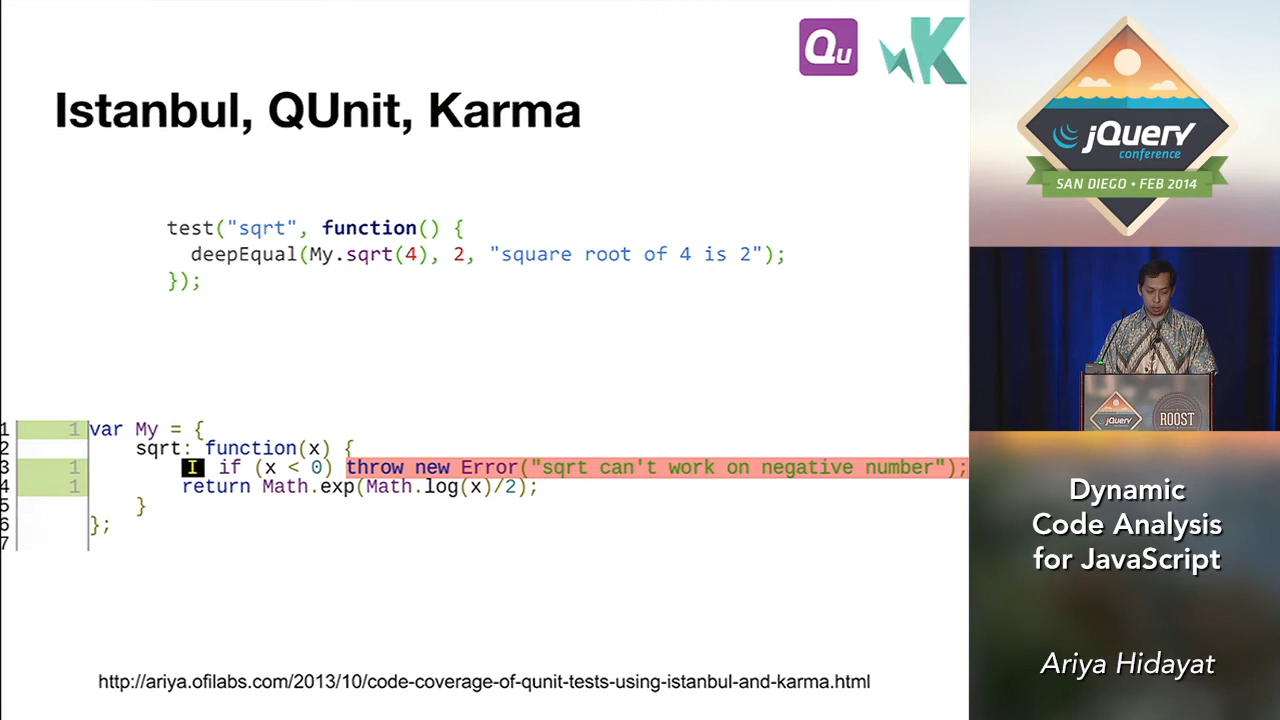 Qu
K
Istanbul, QUnit, Karma
test("sqrt", function() {
deepEqual(My.sqrt(4), 2, "square root of 4 is 2");
});
1 1 var My = {
2 sqrt: function(x) {
3 1 I if (x < 0) throw new Error("sqrt can't work on negative number");
4 1 return Math.exp(Math.log(x)/2);
5 }
6 };
7
http://ariya.ofilabs.com/2013/10/code-coverage-of-qunit-tests-using-istanbul-and-karma.html
jQuery
conference
SAN DIEGO • FEB 2014
ROOST
Dynamic
Code Analysis
for JavaScript
Ariya Hidayat